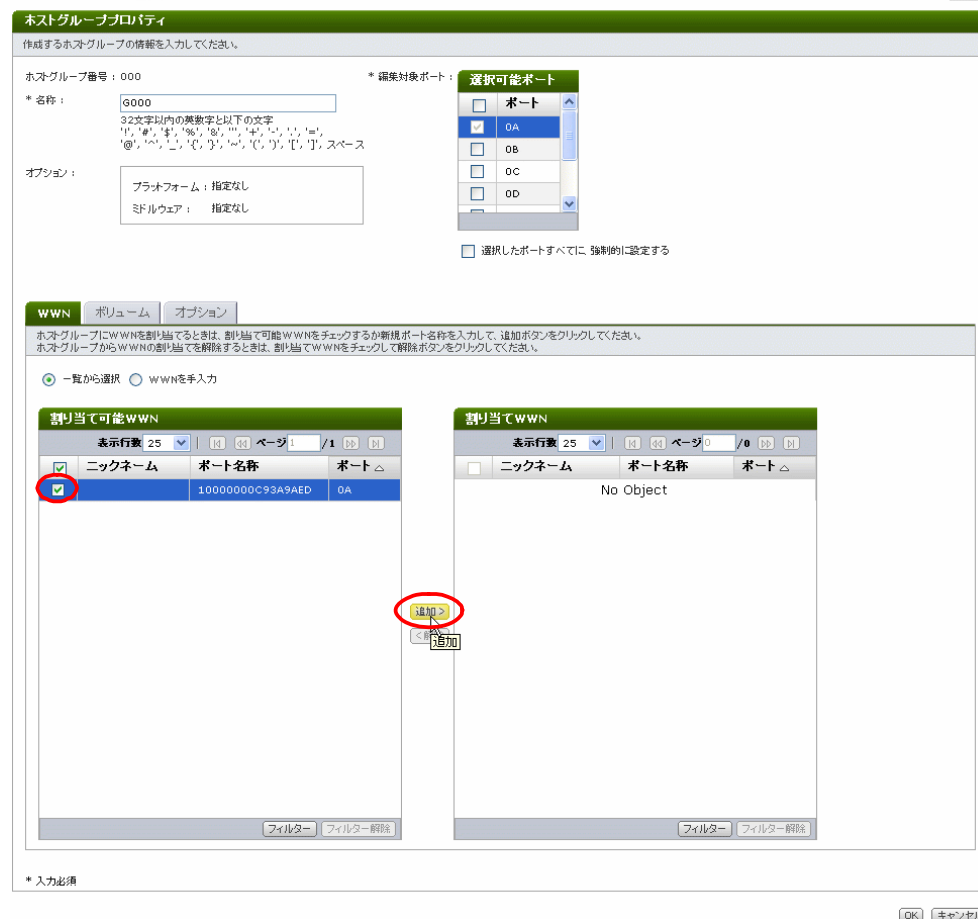 ホストグループプロパティ
作成するホストグループの情報を入力してください。
ホストグループ番号 : 000
* 編集対象ポート :
選択可能ポート
* 名称 :
G000
ポート
32文字以内の英数字と以下の文字
'!', '#', '$', '%', '&', ''', '+', '-', '.', '=',
'@', '^', '_', '{', '}', '~', '(', ')', '[', ']', スペース
0A
0B
0C
0D
オプション :
プラットフォーム : 指定なし
ミドルウェア : 指定なし
選択したポートすべてに、強制的に設定する
WWN ボリューム オプション
ホストグループにWWNを割り当てるときは、割り当て可能WWNをチェックするか新規ポート名称を入力して、追加ボタンをクリックしてください。
ホストグループからWWNの割り当てを解除するときは、割り当てWWNをチェックして解除ボタンをクリックしてください。
一覧から選択 WWNを手入力
割り当て可能WWN
表示行数 25 ページ 1 /1
ニックネーム ポート名称 ポート △
10000000C93A9AED 0A
フィルター フィルター解除
追加 >
<
追加
割り当てWWN
表示行数 25 ページ 0 /0
ニックネーム ポート名称 ポート △
No Object
フィルター フィルター解除
* 入力必須
OK キャンセル